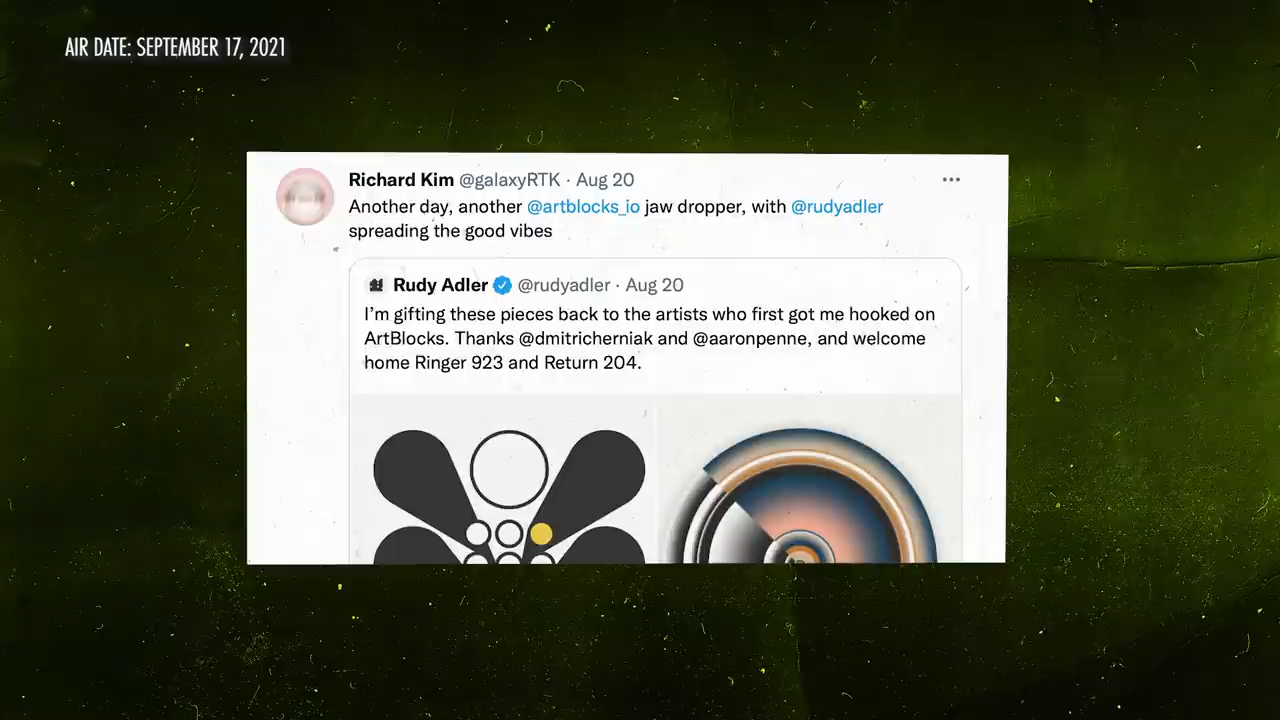 AIR DATE: SEPTEMBER 17, 2021
Richard Kim @galaxyRTK · Aug 20
Another day, another @artblocks_io jaw dropper, with @rudyadler
spreading the good vibes
Rudy Adler @rudyadler · Aug 20
I’m gifting these pieces back to the artists who first got me hooked on
ArtBlocks. Thanks @dmitricherniak and @aaronpenne, and welcome
home Ringer 923 and Return 204.